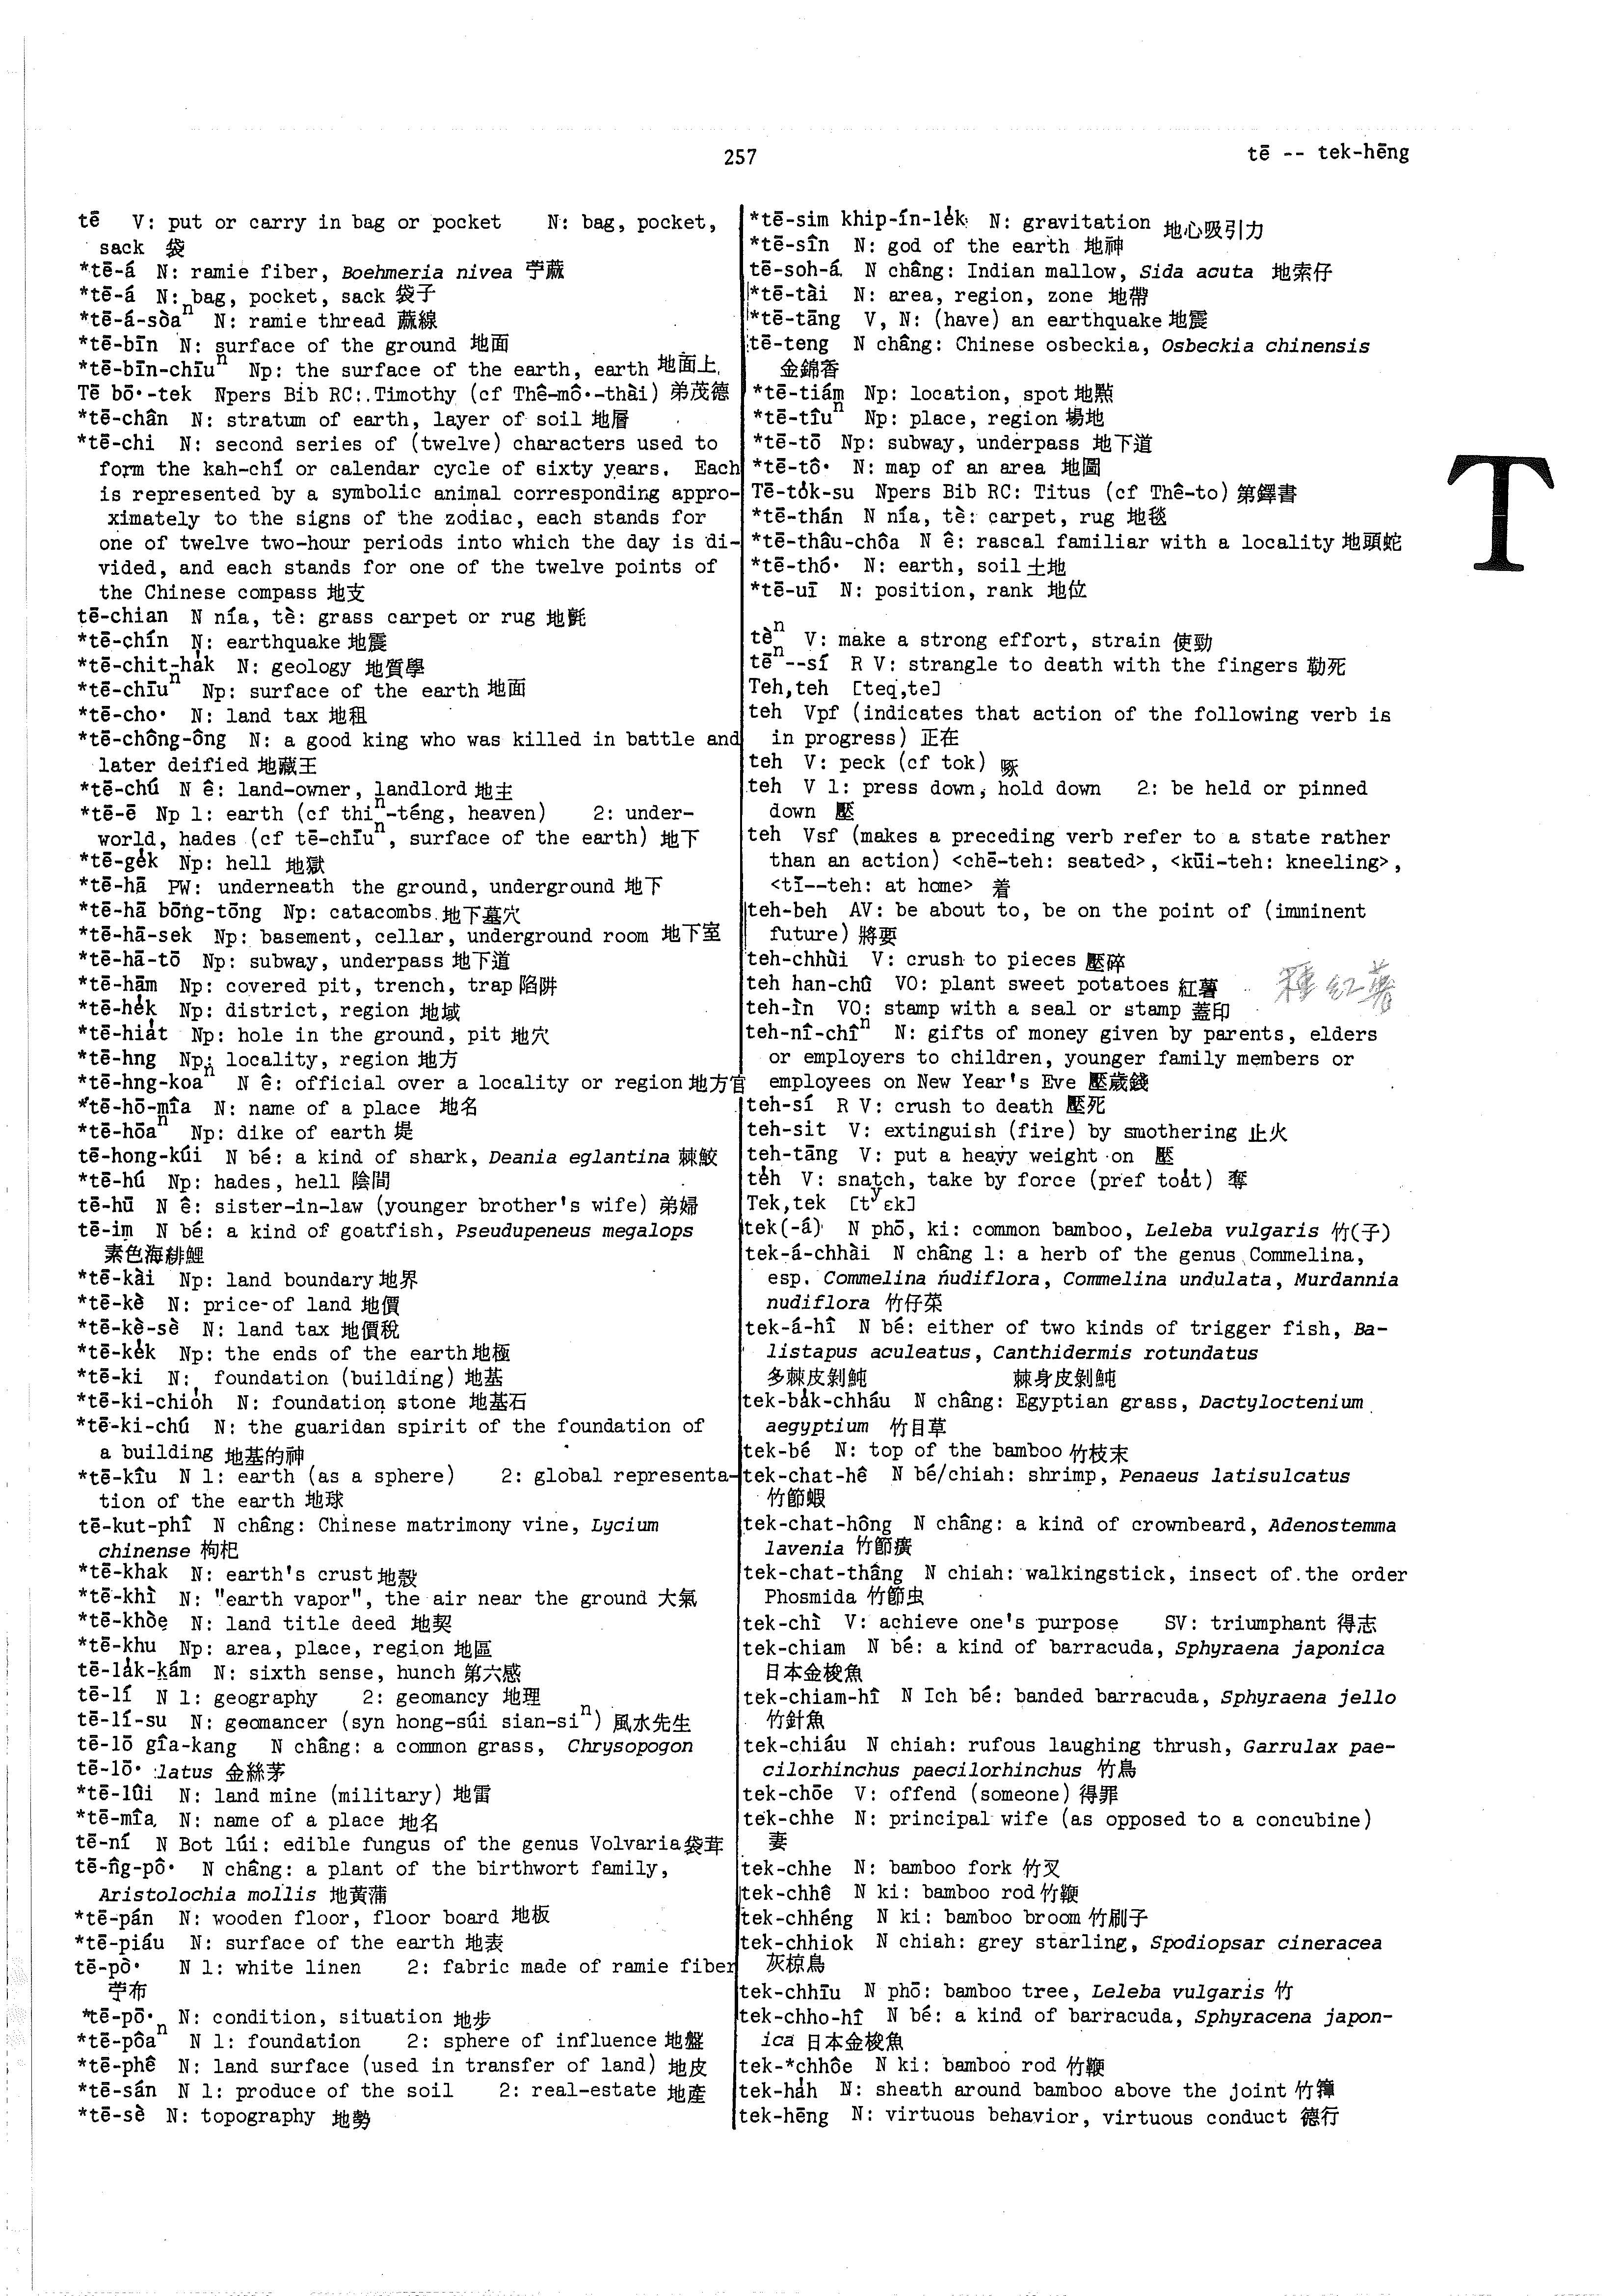 257
tē -- tek-hēng
tē V: put or carry in bag or pocket N: bag, pocket,
sack 袋
*tē-á N: ramie fiber, Boehmeria nivea 苧蔴
*tē-á N: bag, pocket, sack 袋子
*tē-á-sòaⁿ N: ramie thread 蔴線
*tē-bīn N: surface of the ground 地面
*tē-bīn-chīuⁿ Np: the surface of the earth, earth 地面上
Tē bō·-tek Npers Bib RC: Timothy (cf Thê-mô·-thài) 弟茂德
*tē-chân N: stratum of earth, layer of soil 地層
*tē-chi N: second series of (twelve) characters used to
form the kah-chí or calendar cycle of sixty years. Each
is represented by a symbolic animal corresponding appro-
ximately to the signs of the zodiac, each stands for
one of twelve two-hour periods into which the day is di-
vided, and each stands for one of the twelve points of
the Chinese compass 地支
tē-chian N nía, tè: grass carpet or rug 地氈
*tē-chín N: earthquake 地震
*tē-chit-ha̍k N: geology 地質學
*tē-chīuⁿ Np: surface of the earth 地面
*tē-cho· N: land tax 地租
*tē-chông-ông N: a good king who was killed in battle and
later deified 地藏王
*tē-chú N ê: land-owner, landlord 地主
*tē-ē Np 1: earth (cf thiⁿ-téng, heaven) 2: under-
world, hades (cf tē-chīuⁿ, surface of the earth) 地下
*tē-ge̍k Np: hell 地獄
*tē-hā PW: underneath the ground, underground 地下
*tē-hā bōng-tōng Np: catacombs 地下墓穴
*tē-hā-sek Np: basement, cellar, underground room 地下室
*tē-hā-tō Np: subway, underpass 地下道
*tē-hām Np: covered pit, trench, trap 陷阱
*tē-he̍k Np: district, region 地域
*tē-hia̍t Np: hole in the ground, pit 地穴
*tē-hng Np: locality, region 地方
*tē-hng-koaⁿ N ê: official over a locality or region 地方官
*tē-hō-mîa N: name of a place 地名
*tē-hōaⁿ Np: dike of earth 堤
tē-hong-kúi N bé: a kind of shark, Deania eglantina 棘鮫
*tē-hú Np: hades, hell 陰間
tē-hū N ê: sister-in-law (younger brother's wife) 弟婦
tē-im N bé: a kind of goatfish, Pseudupeneus megalops
素色海緋鯉
*tē-kài Np: land boundary 地界
*tē-kè N: price of land 地價
*tē-kè-sè N: land tax 地價稅
*tē-ke̍k Np: the ends of the earth 地極
*tē-ki N: foundation (building) 地基
*tē-ki-chio̍h N: foundation stone 地基石
*tē-ki-chú N: the guaridan spirit of the foundation of
a building 地基的神
*tē-kîu N 1: earth (as a sphere) 2: global representa-
tion of the earth 地球
tē-kut-phî N châng: Chinese matrimony vine, Lycium
chinense 枸杞
*tē-khak N: earth's crust 地殼
*tē-khì N: "earth vapor", the air near the ground 大氣
*tē-khòe N: land title deed 地契
*tē-khu Np: area, place, region 地區
tē-la̍k-kám N: sixth sense, hunch 第六感
tē-lí N 1: geography 2: geomancy 地理
tē-lí-su N: geomancer (syn hong-súi sian-siⁿ) 風水先生
tē-lō gîa-kang N châng: a common grass, Chrysopogon
tē-lō· latus 金絲茅
*tē-lûi N: land mine (military) 地雷
*tē-mîa N: name of a place 地名
tē-ní N Bot lúi: edible fungus of the genus Volvaria 袋茸
tē-n̂g-pô· N châng: a plant of the birthwort family,
Aristolochia mollis 地黃蒲
*tē-pán N: wooden floor, floor board 地板
*tē-piáu N: surface of the earth 地表
tē-pò· N 1: white linen 2: fabric made of ramie fiber
苧布
*tē-pō· N: condition, situation 地步
*tē-pôaⁿ N 1: foundation 2: sphere of influence 地盤
*tē-phê N: land surface (used in transfer of land) 地皮
*tē-sán N 1: produce of the soil 2: real-estate 地產
*tē-sè N: topography 地勢
*tē-sim khip-ín-le̍k N: gravitation 地心吸引力
*tē-sîn N: god of the earth 地神
tē-soh-á N châng: Indian mallow, Sida acuta 地索仔
*tē-tài N: area, region, zone 地帶
*tē-tāng V, N: (have) an earthquake 地震
tē-teng N châng: Chinese osbeckia, Osbeckia chinensis
金錦香
*tē-tiám Np: location, spot 地點
*tē-tîuⁿ Np: place, region 場地
*tē-tō Np: subway, underpass 地下道
*tē-tô· N: map of an area 地圖
Tē-to̍k-su Npers Bib RC: Titus (cf Thê-to) 第鐸書
*tē-thán N nía, tè: carpet, rug 地毯
*tē-thâu-chôa N ê: rascal familiar with a locality 地頭蛇
*tē-thó· N: earth, soil 土地
*tē-uī N: position, rank 地位
tèⁿ V: make a strong effort, strain 使勁
tēⁿ--sí R V: strangle to death with the fingers 勒死
Teh,teh [teq,te]
teh Vpf (indicates that action of the following verb is
in progress) 正在
teh V: peck (cf tok) 啄
teh V 1: press down, hold down 2: be held or pinned
down 壓
teh Vsf (makes a preceding verb refer to a state rather
than an action) <chē-teh: seated>, <kūi-teh: kneeling>,
<tī--teh: at home> 着
teh-beh AV: be about to, be on the point of (imminent
future) 將要
teh-chhùi V: crush to pieces 壓碎
teh han-chû VO: plant sweet potatoes 紅薯 種紅薯
teh-ìn VO: stamp with a seal or stamp 蓋印
teh-nî-chîⁿ N: gifts of money given by parents, elders
or employers to children, younger family members or
employees on New Year's Eve 壓歲錢
teh-sí R V: crush to death 壓死
teh-sit V: extinguish (fire) by smothering 止火
teh-tāng V: put a heavy weight on 壓
te̍h V: snatch, take by force (pref toa̍t) 奪
Tek,tek [tʸɛk]
tek(-á) N phō, ki: common bamboo, Leleba vulgaris 竹(子)
tek-á-chhài N châng 1: a herb of the genus Commelina,
esp. Commelina nudiflora, Commelina undulata, Murdannia
nudiflora 竹仔菜
tek-á-hî N bé: either of two kinds of trigger fish, Ba-
listapus aculeatus, Canthidermis rotundatus
多棘皮剝魨 棘身皮剝魨
tek-ba̍k-chháu N châng: Egyptian grass, Dactyloctenium
aegyptium 竹目草
tek-bé N: top of the bamboo 竹枝末
tek-chat-hê N bé/chiah: shrimp, Penaeus latisulcatus
竹節蝦
tek-chat-hông N châng: a kind of crownbeard, Adenostemma
lavenia 竹節癀
tek-chat-thâng N chiah: walkingstick, insect of the order
Phosmida 竹節虫
tek-chì V: achieve one's purpose SV: triumphant 得志
tek-chiam N bé: a kind of barracuda, Sphyraena japonica
日本金梭魚
tek-chiam-hî N Ich bé: banded barracuda, Sphyraena jello
竹針魚
tek-chiáu N chiah: rufous laughing thrush, Garrulax pae-
cilorhinchus paecilorhinchus 竹鳥
tek-chōe V: offend (someone) 得罪
tek-chhe N: principal wife (as opposed to a concubine)
妻
tek-chhe N: bamboo fork 竹叉
tek-chhê N ki: bamboo rod 竹鞭
tek-chhéng N ki: bamboo broom 竹刷子
tek-chhiok N chiah: grey starling, Spodiopsar cineracea
灰椋鳥
tek-chhīu N phō: bamboo tree, Leleba vulgaris 竹
tek-chho-hî N bé: a kind of barracuda, Sphyracena japon-
ica 日本金梭魚
tek-*chhôe N ki: bamboo rod 竹鞭
tek-ha̍h N: sheath around bamboo above the joint 竹籜
tek-hēng N: virtuous behavior, virtuous conduct 德行
T